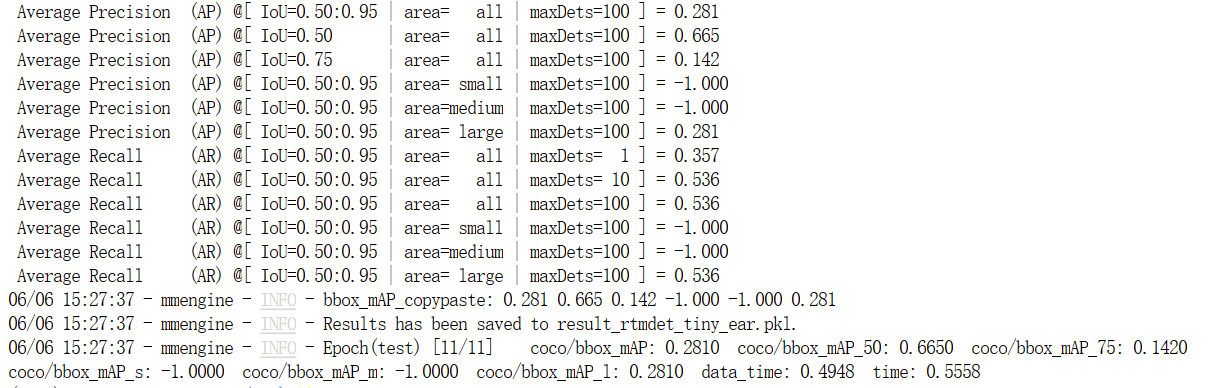 Average Precision  (AP) @[ IoU=0.50:0.95 | area=   all | maxDets=100 ] = 0.281
Average Precision  (AP) @[ IoU=0.50      | area=   all | maxDets=100 ] = 0.665
Average Precision  (AP) @[ IoU=0.75      | area=   all | maxDets=100 ] = 0.142
Average Precision  (AP) @[ IoU=0.50:0.95 | area= small | maxDets=100 ] = -1.000
Average Precision  (AP) @[ IoU=0.50:0.95 | area=medium | maxDets=100 ] = -1.000
Average Precision  (AP) @[ IoU=0.50:0.95 | area= large | maxDets=100 ] = 0.281
Average Recall     (AR) @[ IoU=0.50:0.95 | area=   all | maxDets=  1 ] = 0.357
Average Recall     (AR) @[ IoU=0.50:0.95 | area=   all | maxDets= 10 ] = 0.536
Average Recall     (AR) @[ IoU=0.50:0.95 | area=   all | maxDets=100 ] = 0.536
Average Recall     (AR) @[ IoU=0.50:0.95 | area= small | maxDets=100 ] = -1.000
Average Recall     (AR) @[ IoU=0.50:0.95 | area=medium | maxDets=100 ] = -1.000
Average Recall     (AR) @[ IoU=0.50:0.95 | area= large | maxDets=100 ] = 0.536
06/06 15:27:37 - mmengine - INFO - bbox_mAP_copypaste: 0.281 0.665 0.142 -1.000 -1.000 0.281
06/06 15:27:37 - mmengine - INFO - Results has been saved to result_rtmdet_tiny_ear.pkl.
06/06 15:27:37 - mmengine - INFO - Epoch(test) [11/11]    coco/bbox_mAP: 0.2810  coco/bbox_mAP_50: 0.6650  coco/bbox_mAP_75: 0.1420
coco/bbox_mAP_s: -1.0000  coco/bbox_mAP_m: -1.0000  coco/bbox_mAP_l: 0.2810  data_time: 0.4948  time: 0.5558